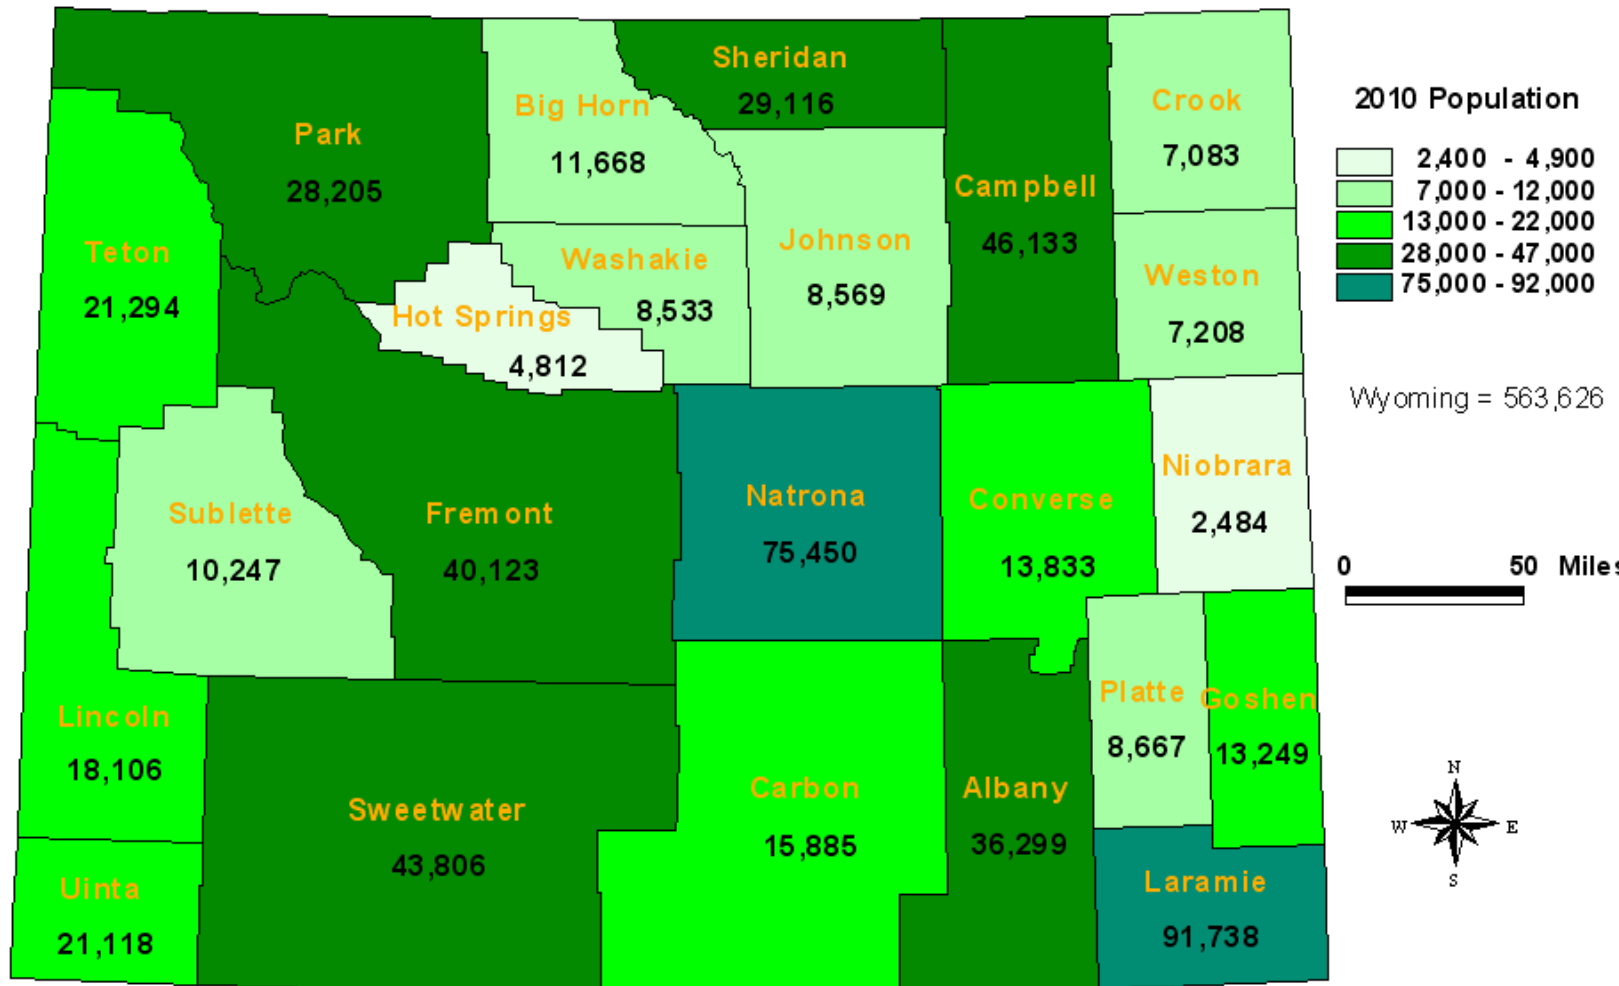 Sheridan
29,116
Big Horn
11,668
Crook
7,083
Park
28,205
Campbell
46,133
Teton
21,294
Washakie
8,533
Johnson
8,569
Weston
7,208
Hot Springs
4,812
Niobrara
2,484
Natrona
75,450
Converse
13,833
Sublette
10,247
Fremont
40,123
Platte
8,667
Goshen
13,249
Lincoln
18,106
Sweetwater
43,806
Carbon
15,885
Albany
36,299
Uinta
21,118
Laramie
91,738
2010 Population
2,400 - 4,900
7,000 - 12,000
13,000 - 22,000
28,000 - 47,000
75,000 - 92,000
Wyoming = 563,626
0 50 Miles
N
W E
S